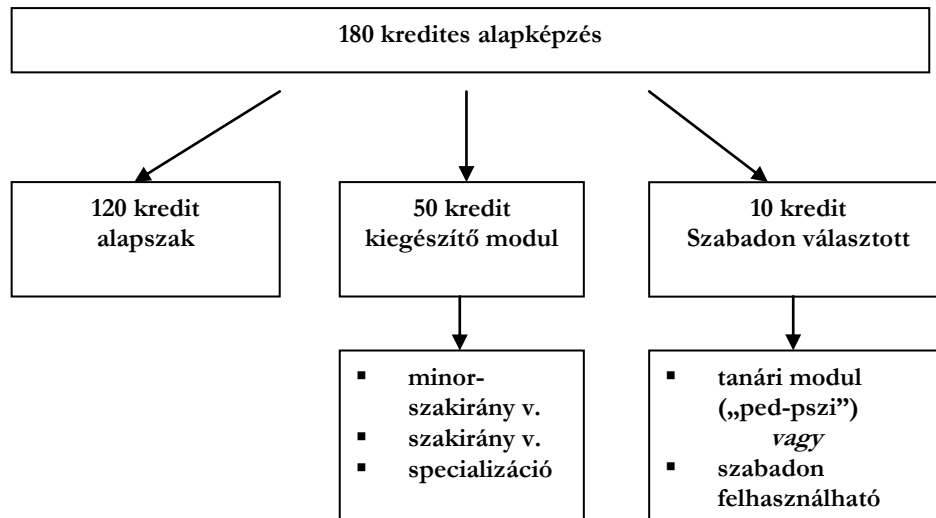 180 kredites alapképzés
120 kredit
alapszak
50 kredit
kiegészítő modul
10 kredit
Szabadon választott
▪ minor-
szakirány v.
▪ szakirány v.
▪ specializáció
▪ tanári modul
(„ped-pszi”)
vagy
▪ szabadon
felhasználható